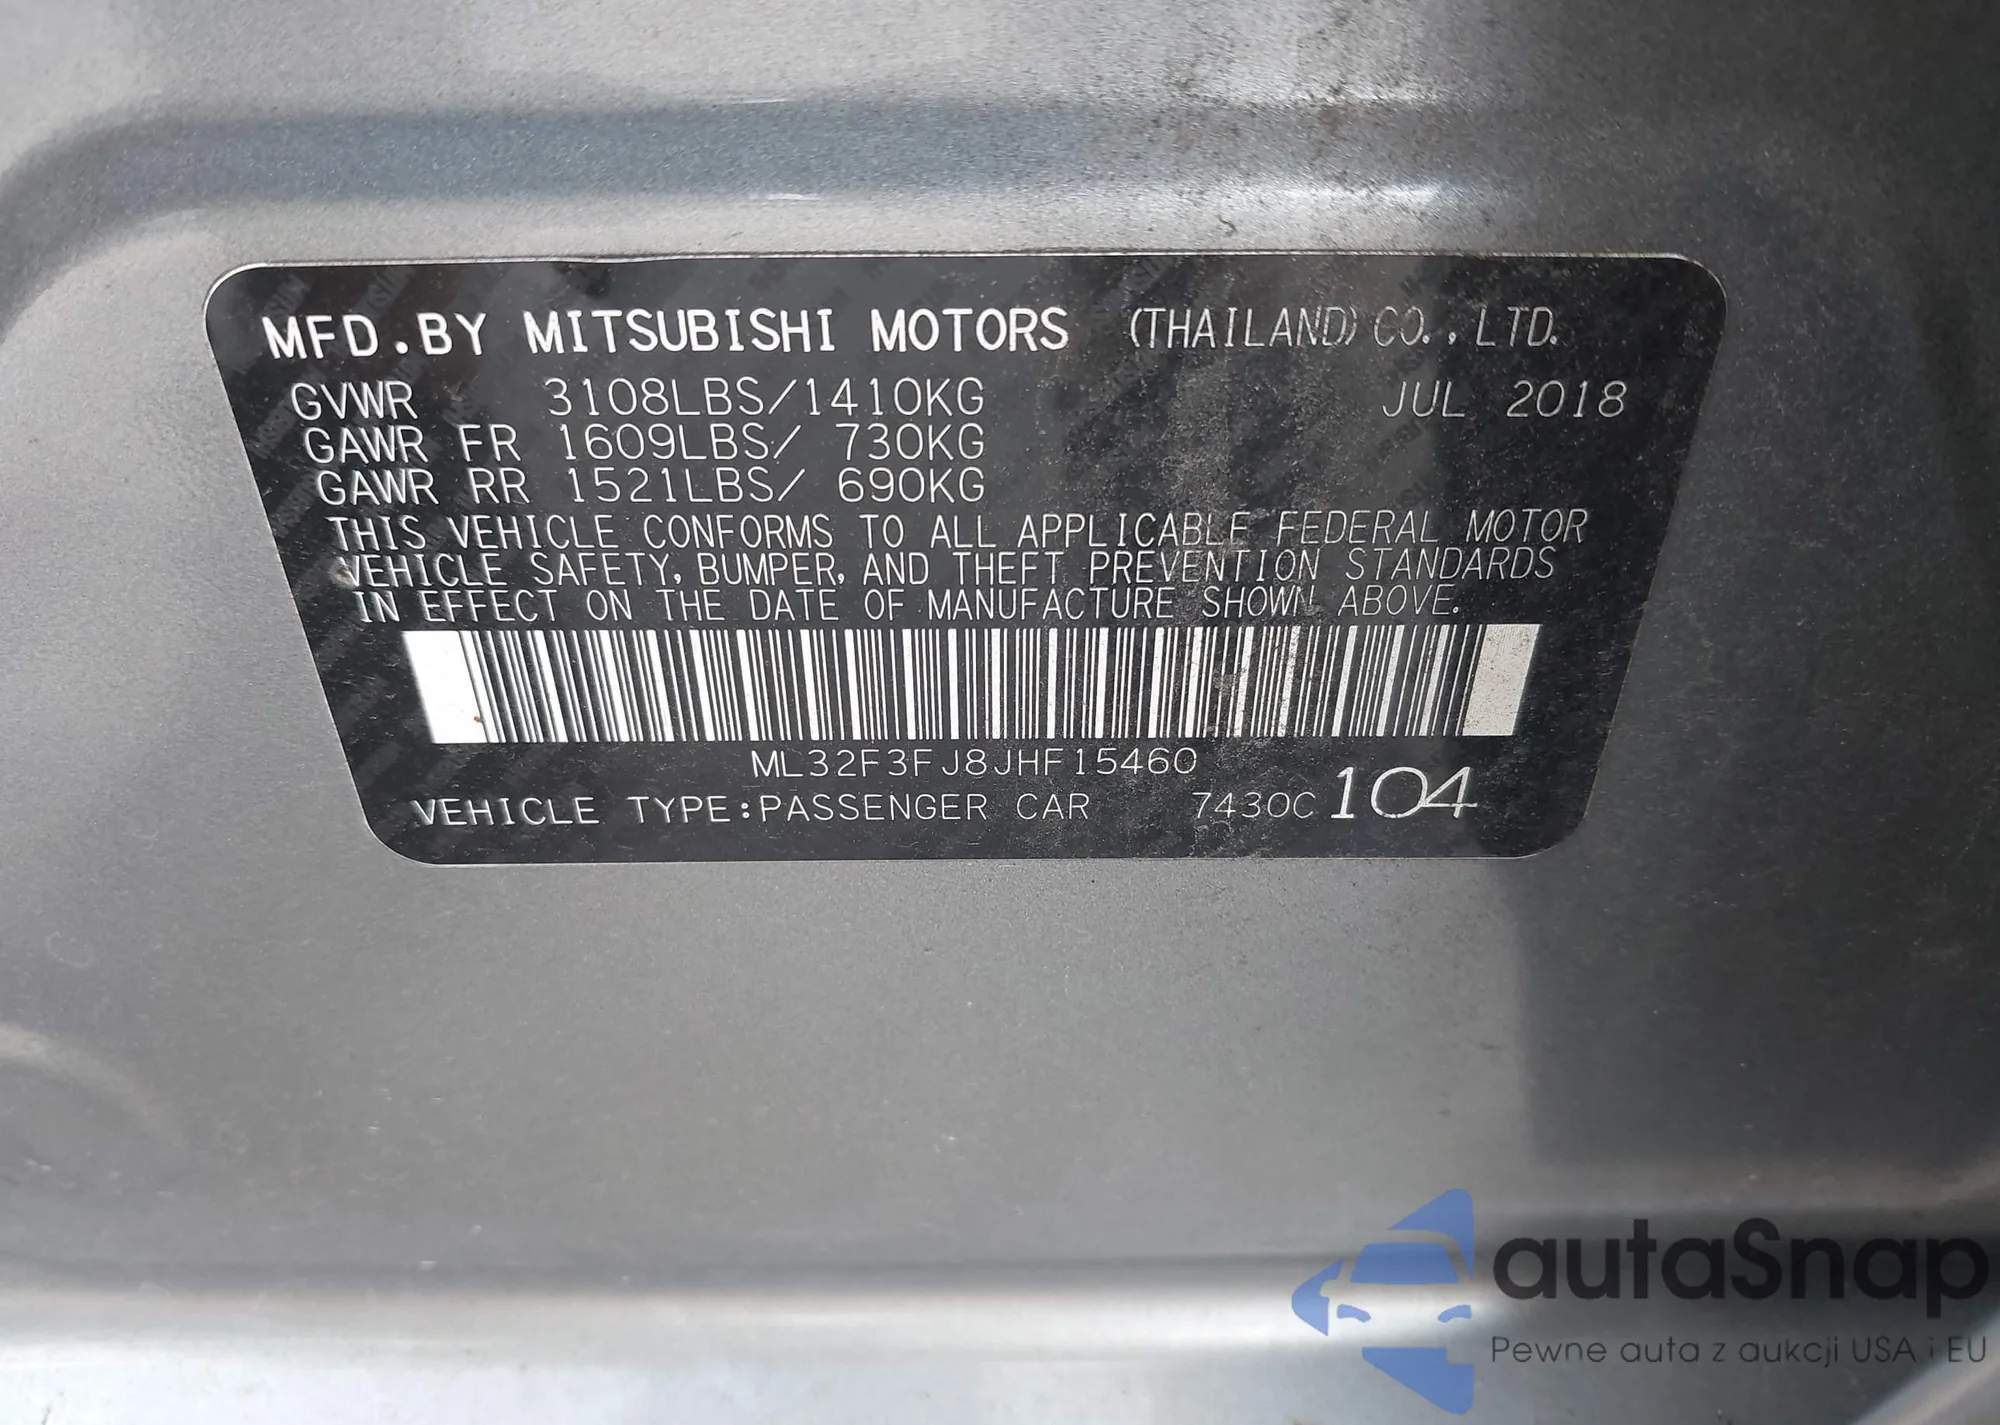 MFD.BY MITSUBISHI MOTORS (THAILAND) CO.,LTD.
GVWR 3108LBS/1410KG JUL 2018
GAWR FR 1609LBS/ 730KG
GAWR RR 1521LBS/ 690KG
THIS VEHICLE CONFORMS TO ALL APPLICABLE FEDERAL MOTOR
VEHICLE SAFETY, BUMPER, AND THEFT PREVENTION STANDARDS
IN EFFECT ON THE DATE OF MANUFACTURE SHOWN ABOVE.
ML32F3FJ8JHF15460
VEHICLE TYPE:PASSENGER CAR 7430C 104
autaSnap
Pewne auta z aukcji USA i EU